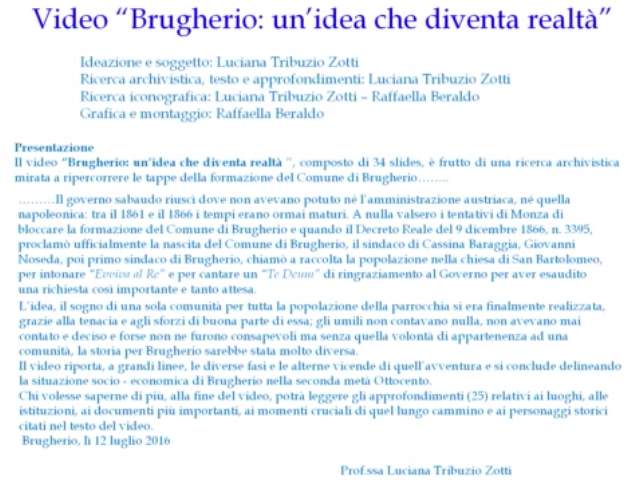 Video “Brugherio: un’idea che diventa realtà”
Ideazione e soggetto: Luciana Tribuzio Zotti
Ricerca archivistica, testo e approfondimenti: Luciana Tribuzio Zotti
Ricerca iconografica: Luciana Tribuzio Zotti – Raffaella Beraldo
Grafica e montaggio: Raffaella Beraldo
Presentazione
Il video “Brugherio: un’idea che diventa realtà ”, composto di 34 slides, è frutto di una ricerca archivistica
mirata a ripercorrere le tappe della formazione del Comune di Brugherio……..
………Il governo sabaudo riuscì dove non avevano potuto né l’amministrazione austriaca, né quella
napoleonica: tra il 1861 e il 1866 i tempi erano ormai maturi. A nulla valsero i tentativi di Monza di
bloccare la formazione del Comune di Brugherio e quando il Decreto Reale del 9 dicembre 1866, n. 3395,
proclamò ufficialmente la nascita del Comune di Brugherio, il sindaco di Cassina Baraggia, Giovanni
Noseda, poi primo sindaco di Brugherio, chiamò a raccolta la popolazione nella chiesa di San Bartolomeo,
per intonare “Evviva al Re” e per cantare un “Te Deum” di ringraziamento al Governo per aver esaudito
una richiesta così importante e tanto attesa.
L’idea, il sogno di una sola comunità per tutta la popolazione della parrocchia si era finalmente realizzata,
grazie alla tenacia e agli sforzi di buona parte di essa; gli umili non contavano nulla, non avevano mai
contato e deciso e forse non ne furono consapevoli ma senza quella volontà di appartenenza ad una
comunità, la storia per Brugherio sarebbe stata molto diversa.
Il video riporta, a grandi linee, le diverse fasi e le alterne vicende di quell’avventura e si conclude delineando
la situazione socio - economica di Brugherio nella seconda metà Ottocento.
Chi volesse saperne di più, alla fine del video, potrà leggere gli approfondimenti (25) relativi ai luoghi, alle
istituzioni, ai documenti più importanti, ai momenti cruciali di quel lungo cammino e ai personaggi storici
citati nel testo del video.
Brugherio, lì 12 luglio 2016
Prof.ssa Luciana Tribuzio Zotti